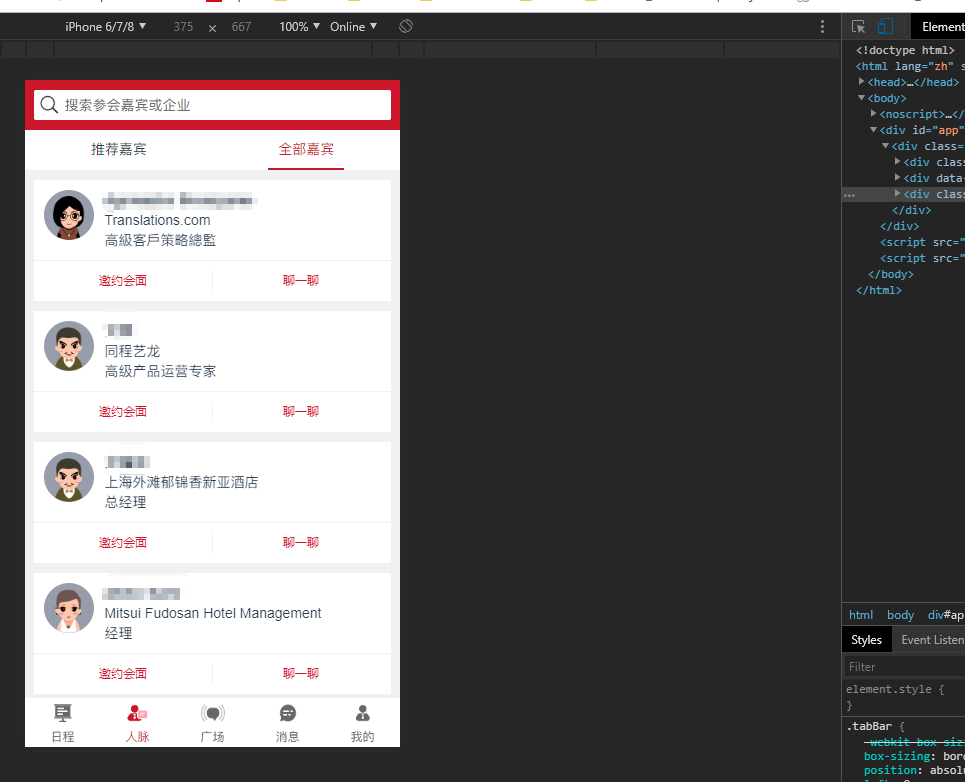 iPhone 6/7/8 ▼ 375 × 667 100% ▼ Online ▼
搜索参会嘉宾或企业
推荐嘉宾 全部嘉宾
Translations.com
高級客戶策略總監
邀约会面 聊一聊
同程艺龙
高级产品运营专家
邀约会面 聊一聊
上海外滩郁锦香新亚酒店
总经理
邀约会面 聊一聊
Mitsui Fudosan Hotel Management
经理
邀约会面 聊一聊
日程 人脉 广场 消息 我的
Element
<!doctype html>
<html lang="zh" s
<head>…</head>
<body>
<noscript>…</
<div id="app"
<div class=
<div class
<div data-
<div class
</div>
</div>
<script src="
<script src="
</body>
</html>
html body div#ap
Styles Event Listen
Filter
element.style {
}
.tabBar {
-webkit-box-siz
box-sizing: bor
position: absolu